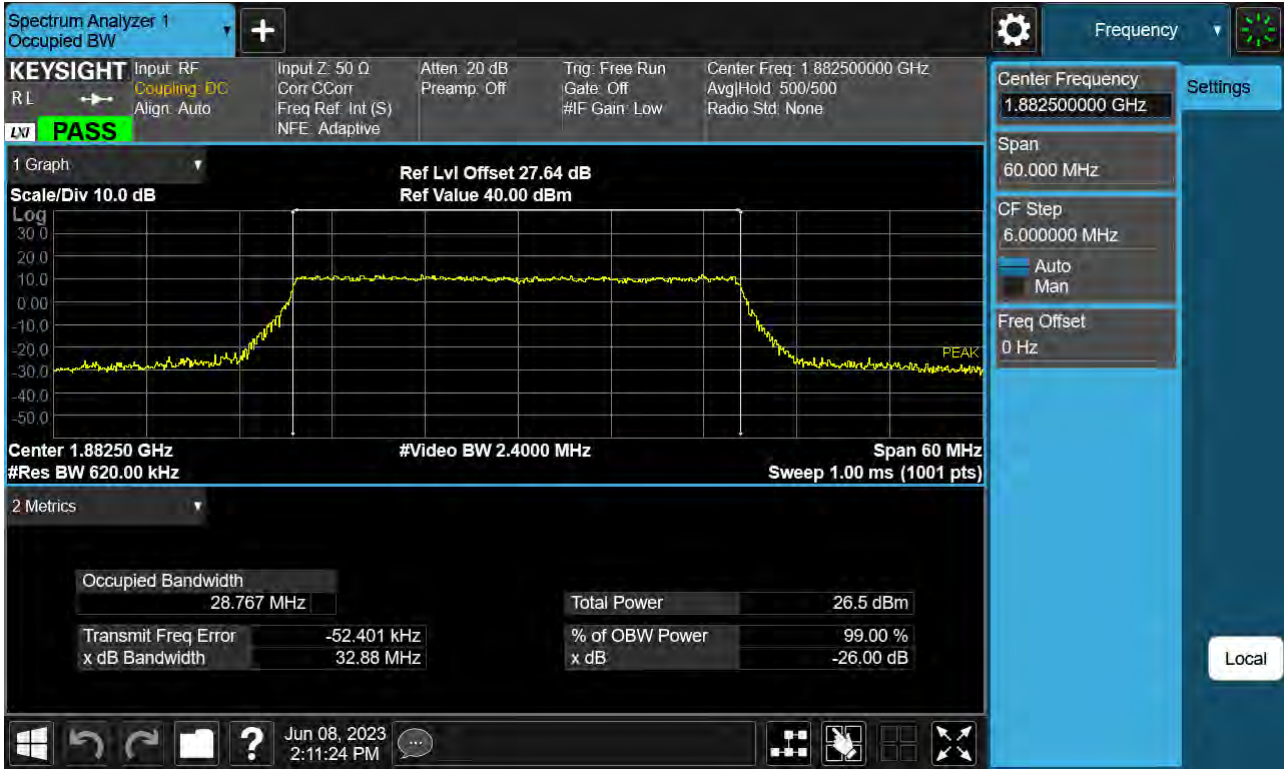 Spectrum Analyzer 1
Occupied BW
Frequency
KEYSIGHT
RL
LXI PASS
Input: RF
Coupling: DC
Align: Auto
Input Z: 50 Ω
Corr CCorr
Freq Ref: Int (S)
NFE: Adaptive
Atten: 20 dB
Preamp: Off
Trig: Free Run
Gate: Off
#IF Gain: Low
Center Freq: 1.882500000 GHz
Avg|Hold: 500/500
Radio Std: None
1 Graph
Scale/Div 10.0 dB
Ref Lvl Offset 27.64 dB
Ref Value 40.00 dBm
Log
30.0
20.0
10.0
0.00
-10.0
-20.0
-30.0
-40.0
-50.0
PEAK
Center 1.88250 GHz
#Video BW 2.4000 MHz
Span 60 MHz
#Res BW 620.00 kHz
Sweep 1.00 ms (1001 pts)
2 Metrics
Occupied Bandwidth
28.767 MHz
Total Power 26.5 dBm
Transmit Freq Error -52.401 kHz
% of OBW Power 99.00 %
x dB Bandwidth 32.88 MHz
x dB -26.00 dB
Center Frequency
1.882500000 GHz
Settings
Span
60.000 MHz
CF Step
6.000000 MHz
Auto
Man
Freq Offset
0 Hz
Local
?
Jun 08, 2023
2:11:24 PM